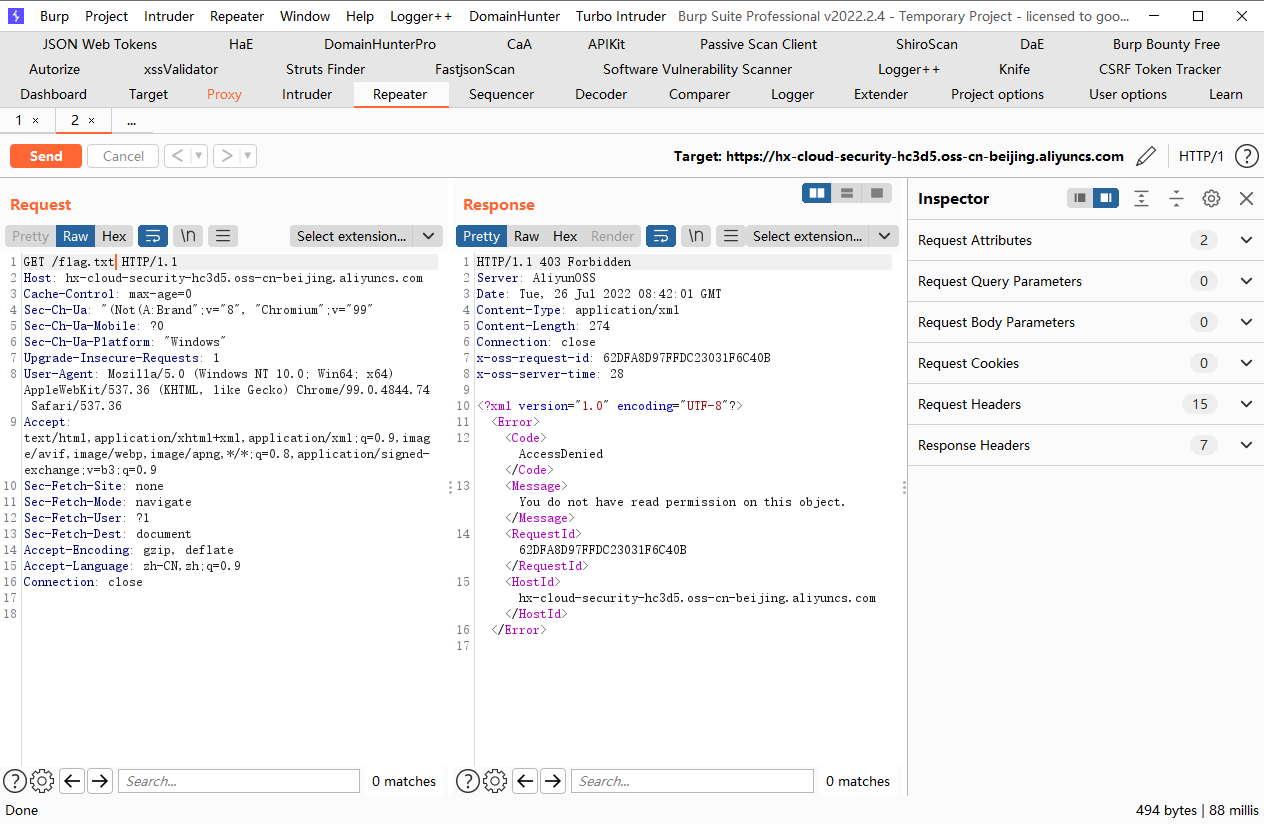 Burp Project Intruder Repeater Window Help Logger++ DomainHunter Turbo Intruder Burp Suite Professional v2022.2.4 - Temporary Project - licensed to goo...
JSON Web Tokens HaE DomainHunterPro CaA APIKit Passive Scan Client ShiroScan DaE Burp Bounty Free
Autorize xssValidator Struts Finder FastjsonScan Software Vulnerability Scanner Logger++ Knife CSRF Token Tracker
Dashboard Target Proxy Intruder Repeater Sequencer Decoder Comparer Logger Extender Project options User options Learn
1 × 2 × ...
Send Cancel < > Target: https://hx-cloud-security-hc3d5.oss-cn-beijing.aliyuncs.com HTTP/1 ?
Request
Pretty Raw Hex \n Select extension...
1 GET /flag.txt HTTP/1.1
2 Host: hx-cloud-security-hc3d5.oss-cn-beijing.aliyuncs.com
3 Cache-Control: max-age=0
4 Sec-Ch-Ua: "(Not(A:Brand";v="8", "Chromium";v="99"
5 Sec-Ch-Ua-Mobile: ?0
6 Sec-Ch-Ua-Platform: "Windows"
7 Upgrade-Insecure-Requests: 1
8 User-Agent: Mozilla/5.0 (Windows NT 10.0; Win64; x64)
AppleWebKit/537.36 (KHTML, like Gecko) Chrome/99.0.4844.74
Safari/537.36
9 Accept:
text/html,application/xhtml+xml,application/xml;q=0.9,imag
e/avif,image/webp,image/apng,*/*;q=0.8,application/signed-
exchange;v=b3;q=0.9
10 Sec-Fetch-Site: none
11 Sec-Fetch-Mode: navigate
12 Sec-Fetch-User: ?1
13 Sec-Fetch-Dest: document
14 Accept-Encoding: gzip, deflate
15 Accept-Language: zh-CN,zh;q=0.9
16 Connection: close
17
18
? Search... 0 matches
Response
Pretty Raw Hex Render \n Select extension...
1 HTTP/1.1 403 Forbidden
2 Server: AliyunOSS
3 Date: Tue, 26 Jul 2022 08:42:01 GMT
4 Content-Type: application/xml
5 Content-Length: 274
6 Connection: close
7 x-oss-request-id: 62DFA8D97FFDC23031F6C40B
8 x-oss-server-time: 28
9
10 <?xml version="1.0" encoding="UTF-8"?>
11 <Error>
12 <Code>
AccessDenied
</Code>
13 <Message>
You do not have read permission on this object.
</Message>
14 <RequestId>
62DFA8D97FFDC23031F6C40B
</RequestId>
15 <HostId>
hx-cloud-security-hc3d5.oss-cn-beijing.aliyuncs.com
</HostId>
16 </Error>
17
? Search... 0 matches
Inspector
Request Attributes 2
Request Query Parameters 0
Request Body Parameters 0
Request Cookies 0
Request Headers 15
Response Headers 7
Done 494 bytes | 88 millis